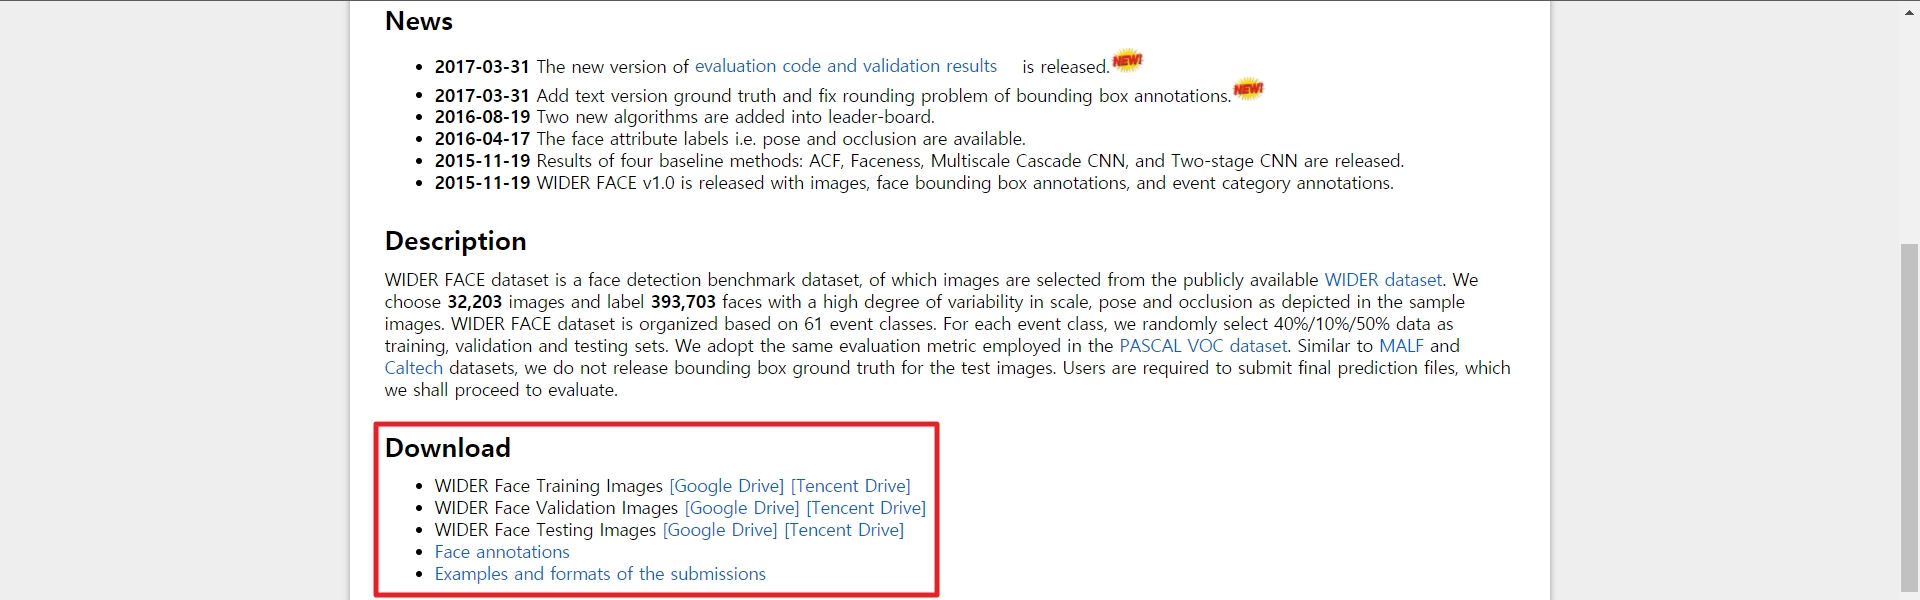 News
2017-03-31 The new version of evaluation code and validation results is released. NEW!
2017-03-31 Add text version ground truth and fix rounding problem of bounding box annotations. NEW!
2016-08-19 Two new algorithms are added into leader-board.
2016-04-17 The face attribute labels i.e. pose and occlusion are available.
2015-11-19 Results of four baseline methods: ACF, Faceness, Multiscale Cascade CNN, and Two-stage CNN are released.
2015-11-19 WIDER FACE v1.0 is released with images, face bounding box annotations, and event category annotations.
Description
WIDER FACE dataset is a face detection benchmark dataset, of which images are selected from the publicly available WIDER dataset. We
choose 32,203 images and label 393,703 faces with a high degree of variability in scale, pose and occlusion as depicted in the sample
images. WIDER FACE dataset is organized based on 61 event classes. For each event class, we randomly select 40%/10%/50% data as
training, validation and testing sets. We adopt the same evaluation metric employed in the PASCAL VOC dataset. Similar to MALF and
Caltech datasets, we do not release bounding box ground truth for the test images. Users are required to submit final prediction files, which
we shall proceed to evaluate.
Download
WIDER Face Training Images [Google Drive] [Tencent Drive]
WIDER Face Validation Images [Google Drive] [Tencent Drive]
WIDER Face Testing Images [Google Drive] [Tencent Drive]
Face annotations
Examples and formats of the submissions